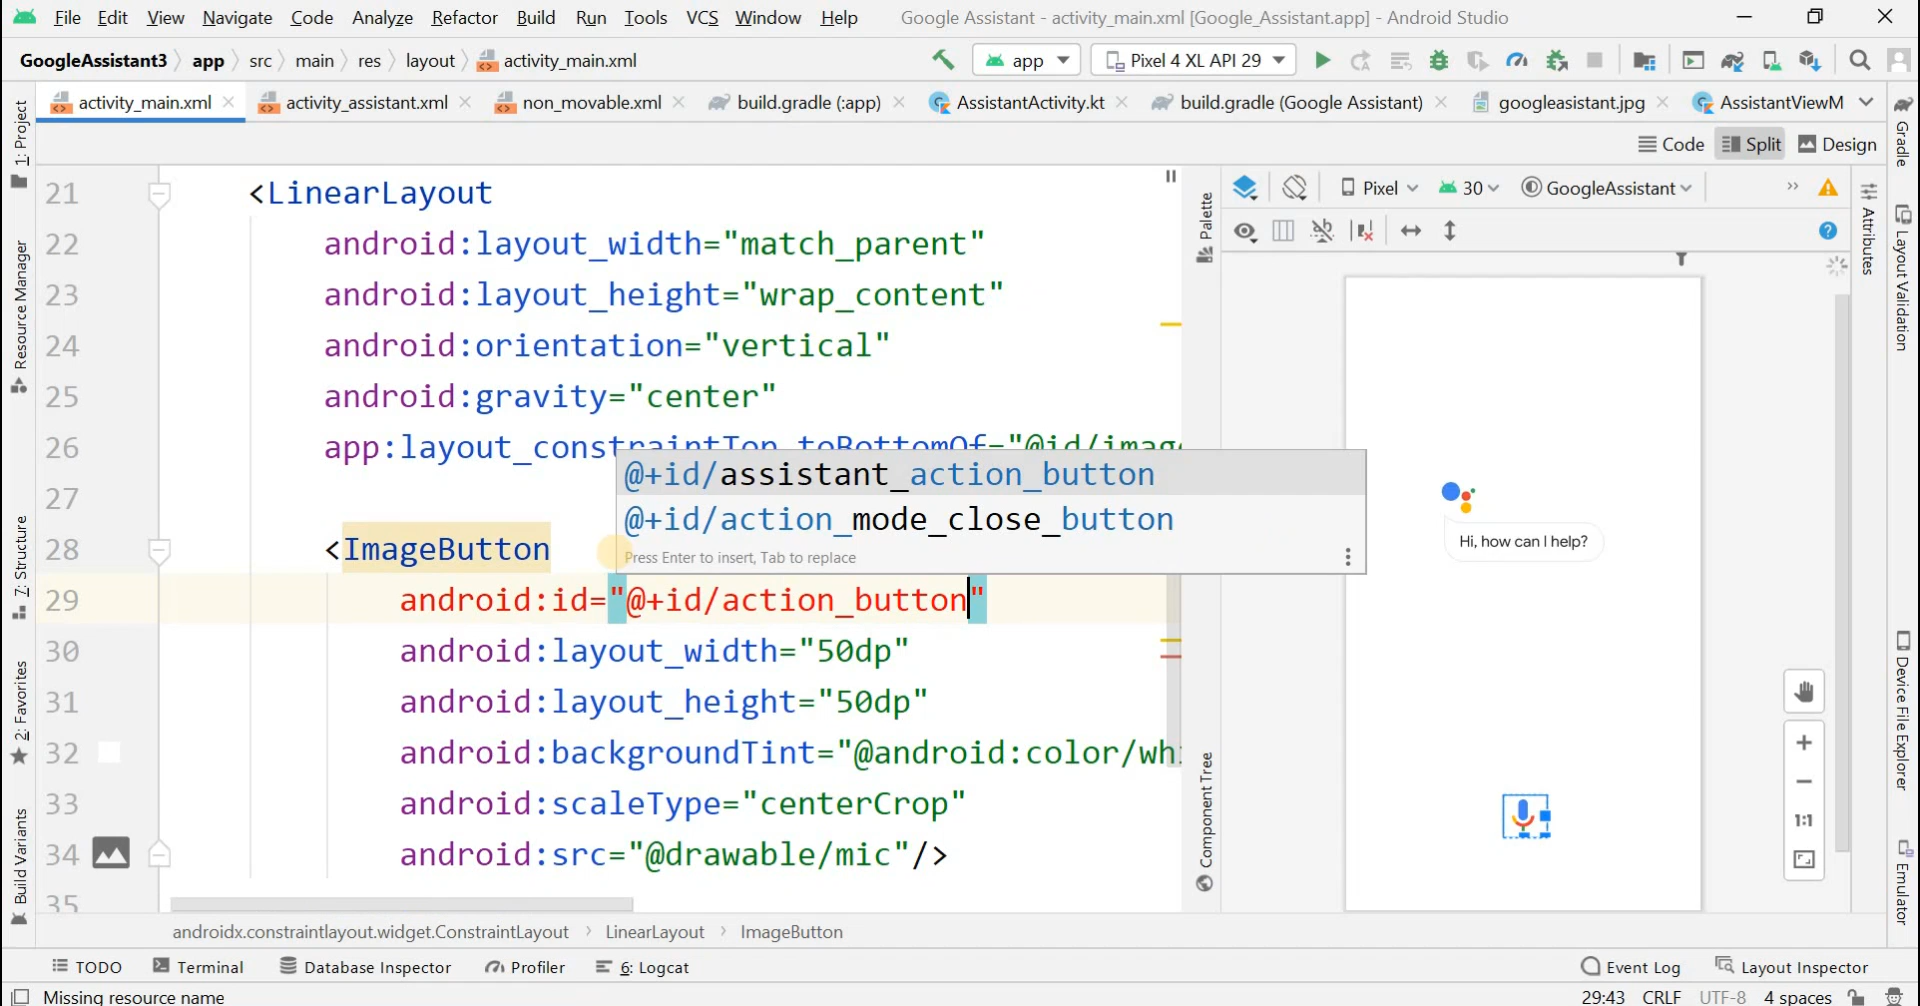 File Edit View Navigate Code Analyze Refactor Build Run Tools VCS Window Help Google Assistant - activity_main.xml [Google_Assistant.app] - Android Studio
GoogleAssistant3 app src main res layout activity_main.xml app Pixel 4 XL API 29
activity_main.xml activity_assistant.xml non_movable.xml build.gradle (:app) AssistantActivity.kt build.gradle (Google Assistant) googleasistant.jpg AssistantViewM
Code Split Design
1: Project
Resource Manager
7: Structure
2: Favorites
Build Variants
21 <LinearLayout
22 android:layout_width="match_parent"
23 android:layout_height="wrap_content"
24 android:orientation="vertical"
25 android:gravity="center"
26 app:layout_constraintTop_toBottomOf="@id/image
27
@+id/assistant_action_button
@+id/action_mode_close_button
Press Enter to insert, Tab to replace
28 <ImageButton
29 android:id="@+id/action_button"
30 android:layout_width="50dp"
31 android:layout_height="50dp"
32 android:backgroundTint="@android:color/whi
33 android:scaleType="centerCrop"
34 android:src="@drawable/mic"/>
35
Palette
Component Tree
Pixel 30 GoogleAssistant
Hi, how can I help?
1:1
Attributes
Gradle
Layout Validation
Device File Explorer
Emulator
androidx.constraintlayout.widget.ConstraintLayout LinearLayout ImageButton
TODO Terminal Database Inspector Profiler 6: Logcat Event Log Layout Inspector
Missing resource name 29:43 CRLF UTF-8 4 spaces